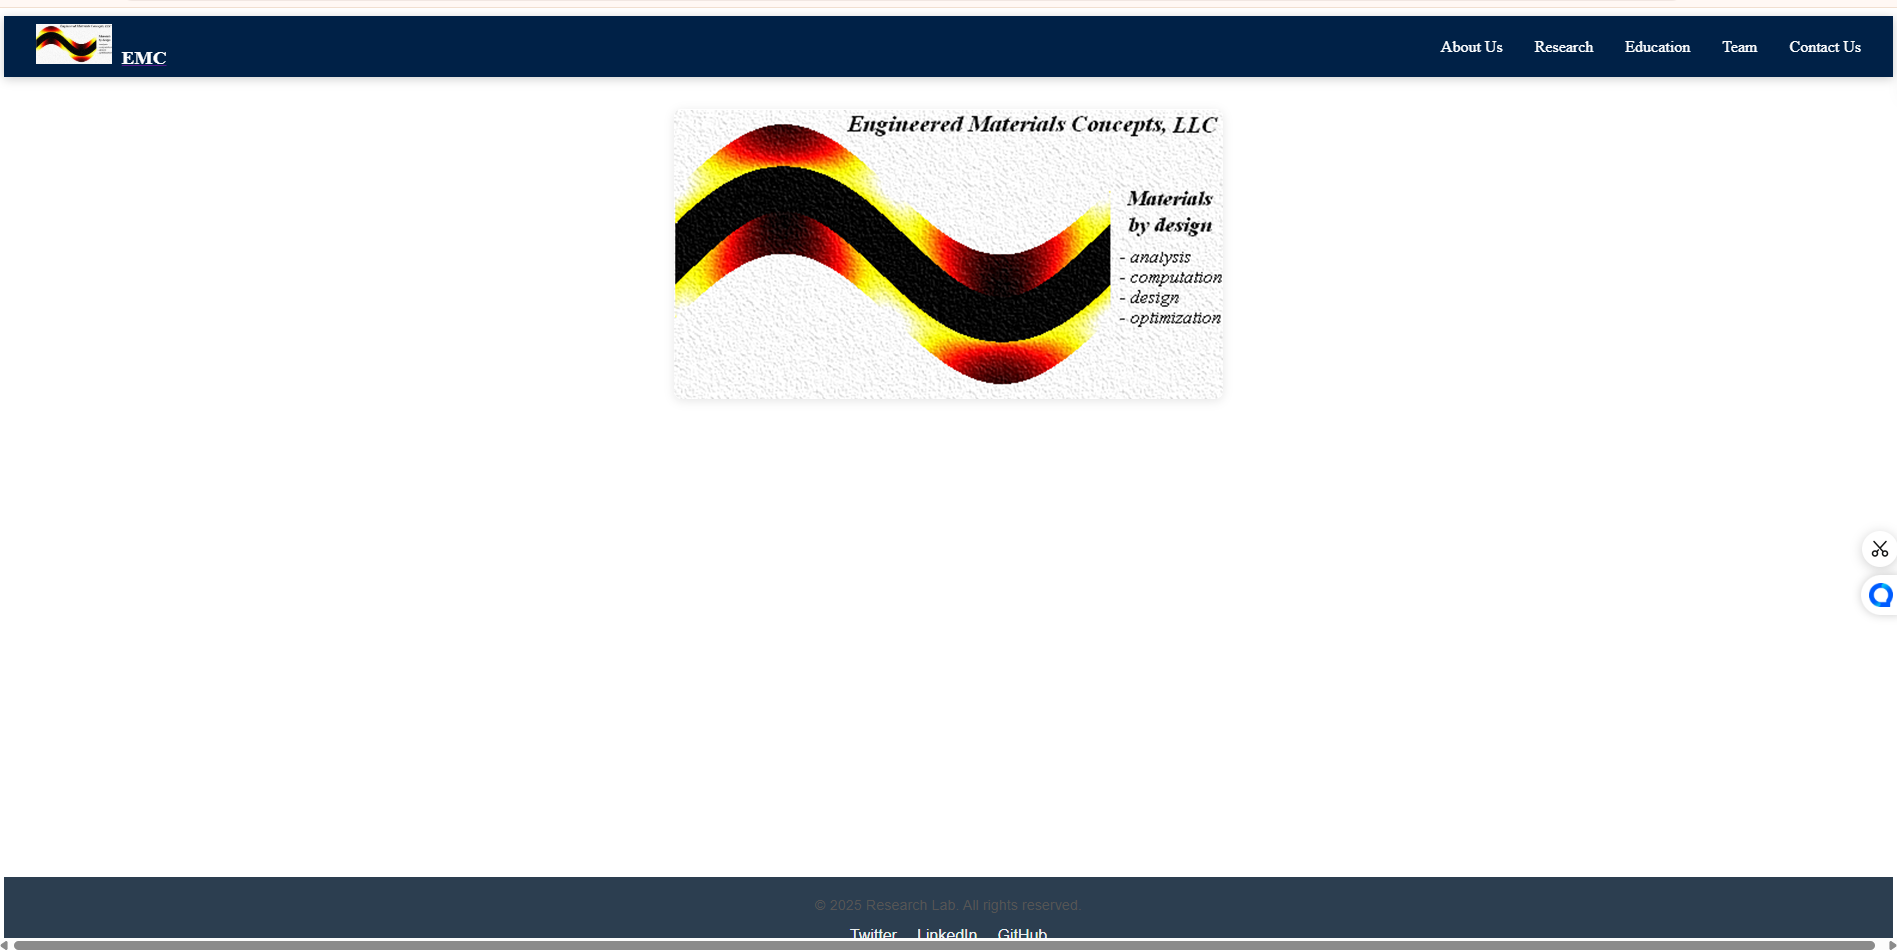 EMC
About Us
Research
Education
Team
Contact Us
Engineered Materials Concepts, LLC
Materials
by design
- analysis
- computation
- design
- optimization
© 2025 Research Lab. All rights reserved.
Twitter LinkedIn GitHub